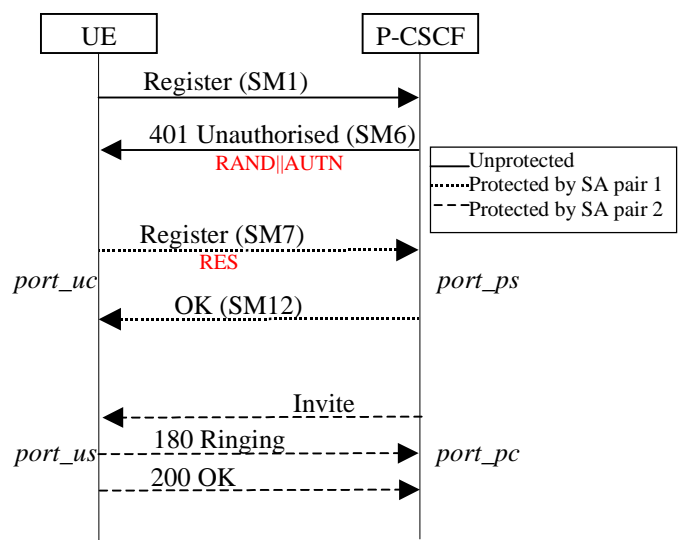 UE
P-CSCF
Register (SM1)
401 Unauthorised (SM6)
RAND||AUTN
Unprotected
Protected by SA pair 1
Protected by SA pair 2
Register (SM7)
RES
port_uc
port_ps
OK (SM12)
Invite
180 Ringing
port_us
port_pc
200 OK